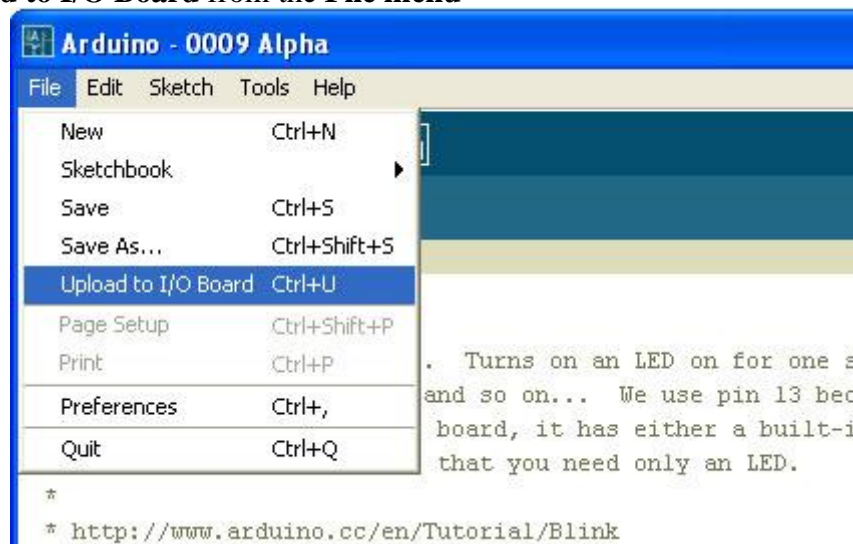 d to I/O Board from the File menu
Arduino - 0009 Alpha
File Edit Sketch Tools Help
New Ctrl+N
Sketchbook
Save Ctrl+S
Save As... Ctrl+Shift+S
Upload to I/O Board Ctrl+U
Page Setup Ctrl+Shift+P
Print Ctrl+P
Preferences Ctrl+,
Quit Ctrl+Q
. Turns on an LED on for one s
and so on... We use pin 13 bec
board, it has either a built-i
that you need only an LED.
*
* http://www.arduino.cc/en/Tutorial/Blink